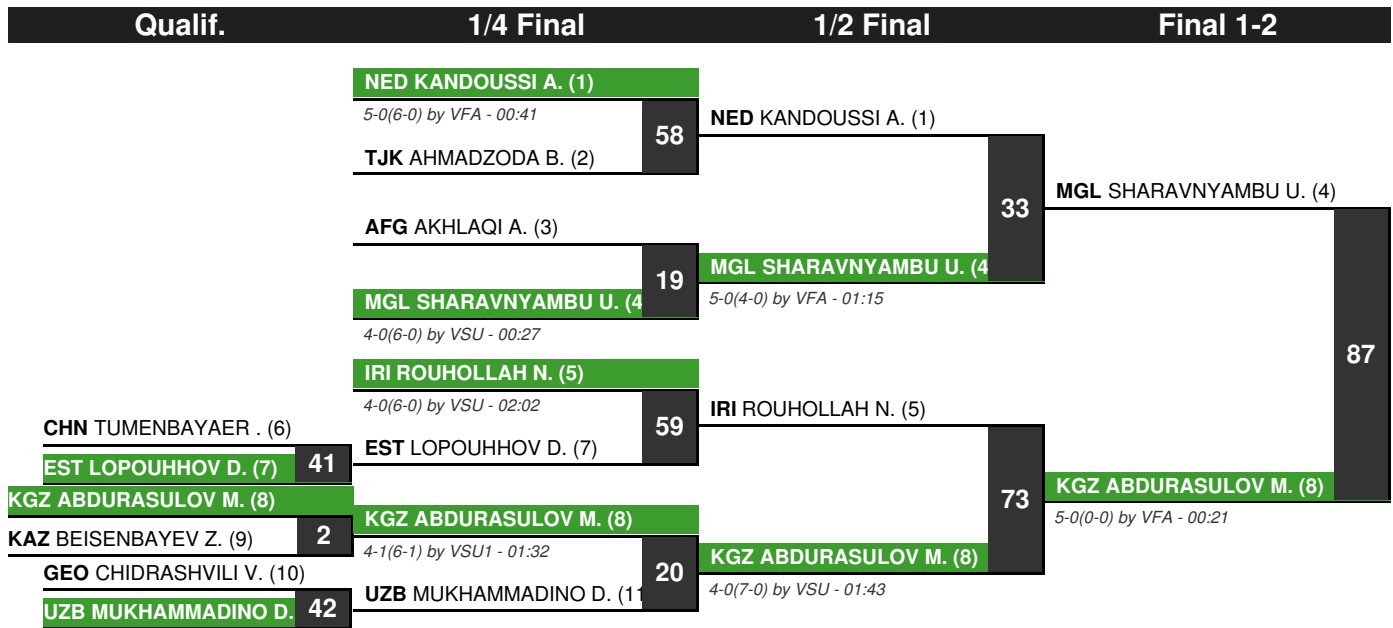 Qualif. 1/4 Final 1/2 Final Final 1-2
NED KANDOUSSI A. (1)
5-0(6-0) by VFA - 00:41
58
TJK AHMADZODA B. (2)
AFG AKHLAQI A. (3)
19
MGL SHARAVNYAMBU U. (4
4-0(6-0) by VSU - 00:27
IRI ROUHOLLAH N. (5)
4-0(6-0) by VSU - 02:02
59
EST LOPOUHHOV D. (7)
CHN TUMENBAYAER . (6)
EST LOPOUHHOV D. (7)
41
KGZ ABDURASULOV M. (8)
KAZ BEISENBAYEV Z. (9)
2
GEO CHIDRASHVILI V. (10)
UZB MUKHAMMADINO D.
42
KGZ ABDURASULOV M. (8)
4-1(6-1) by VSU1 - 01:32
20
UZB MUKHAMMADINO D. (11
NED KANDOUSSI A. (1)
33
MGL SHARAVNYAMBU U. (4
5-0(4-0) by VFA - 01:15
IRI ROUHOLLAH N. (5)
73
KGZ ABDURASULOV M. (8)
4-0(7-0) by VSU - 01:43
MGL SHARAVNYAMBU U. (4)
87
KGZ ABDURASULOV M. (8)
5-0(0-0) by VFA - 00:21